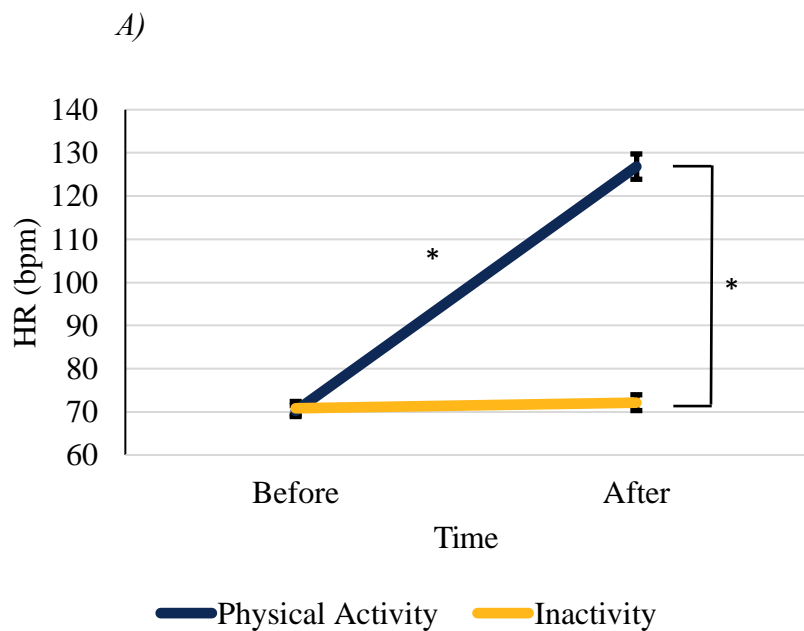 A)
140
130
120
110
100
90
80
70
60
HR (bpm)
*
*
Before After
Time
Physical Activity Inactivity